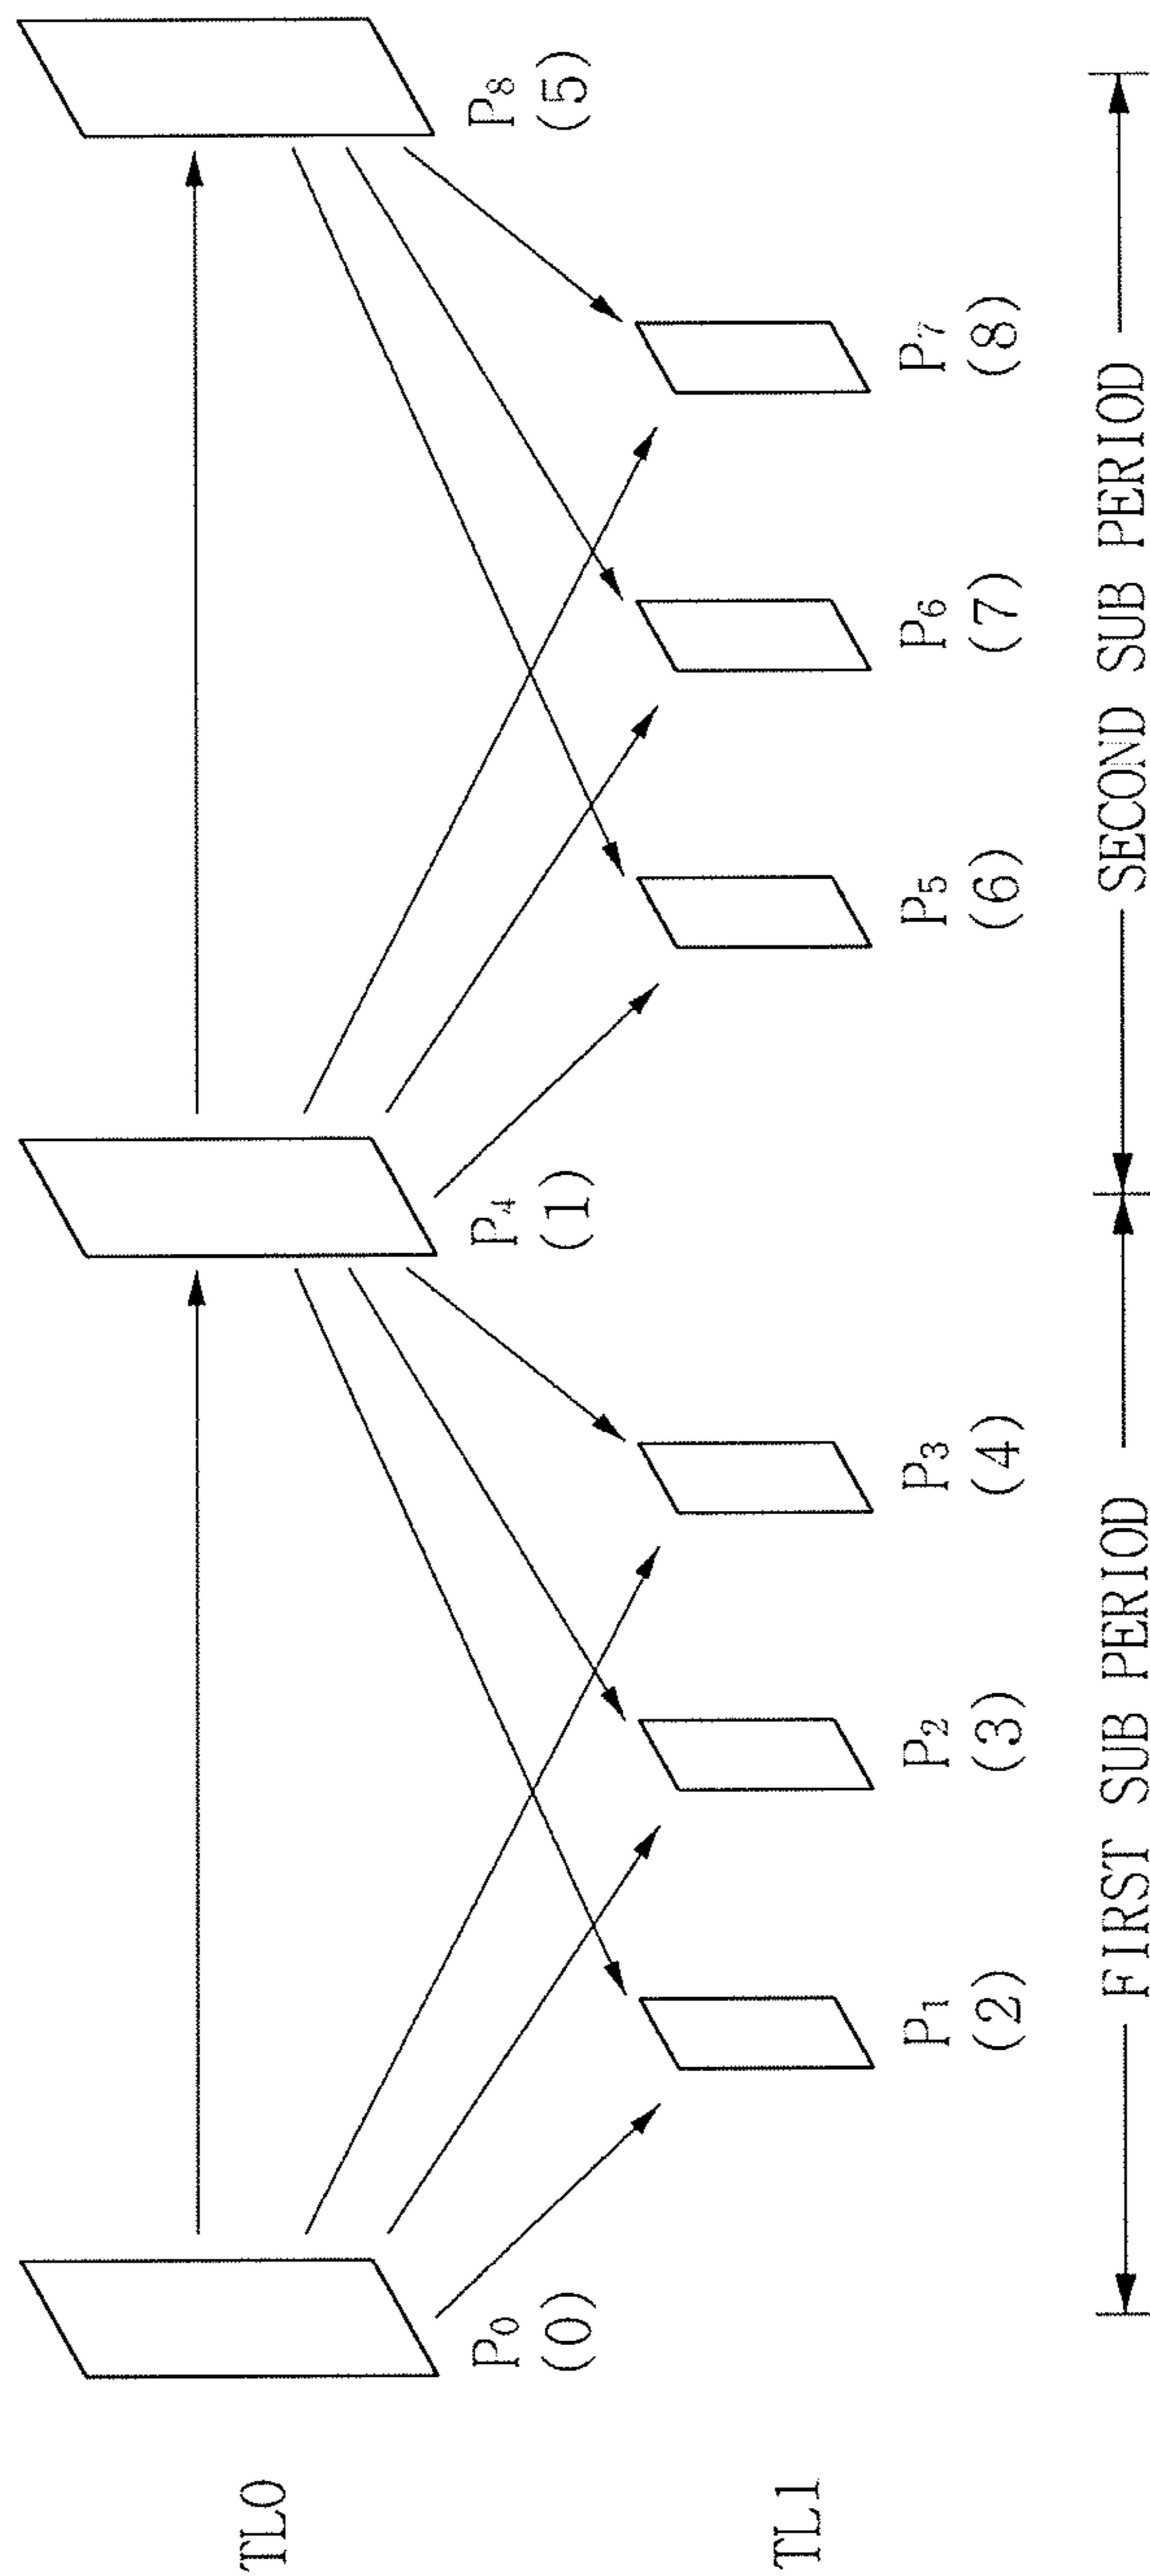 TL0
P0
(0)
P4
(1)
P8
(5)
TL1
P1
(2)
P2
(3)
P3
(4)
P5
(6)
P6
(7)
P7
(8)
FIRST SUB PERIOD
SECOND SUB PERIOD